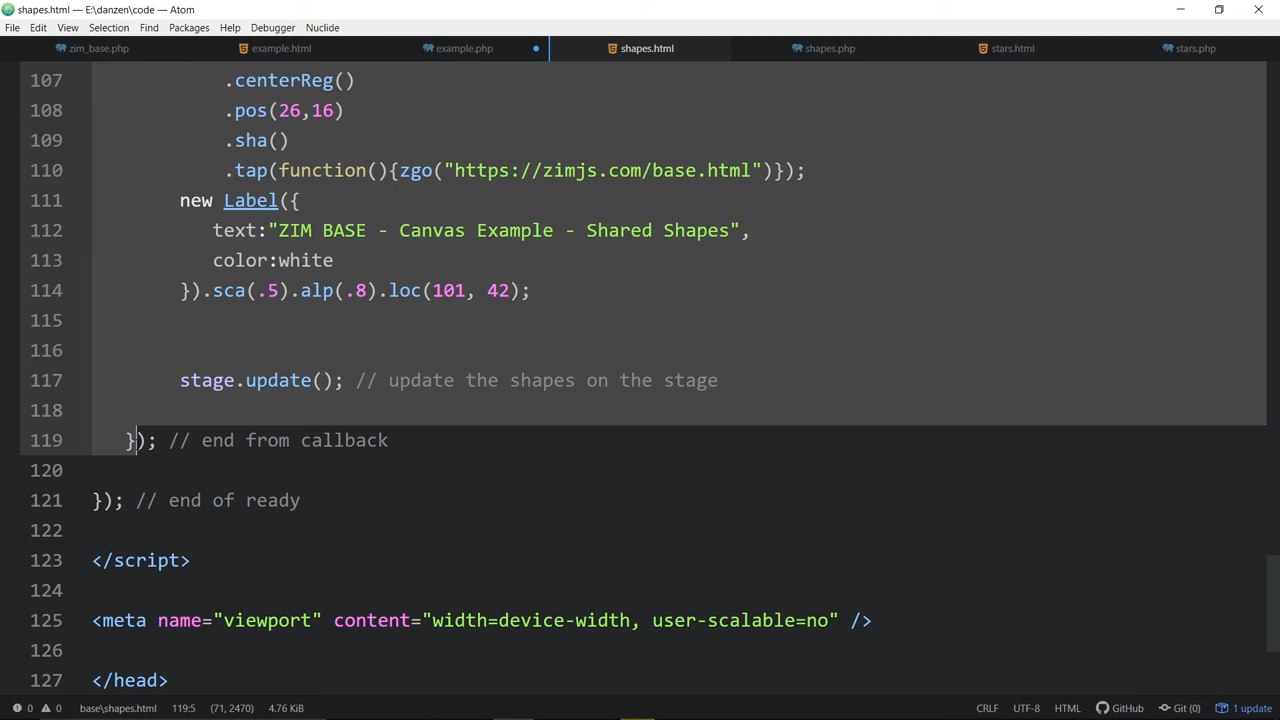 shapes.html — E:\danzen\code — Atom
File Edit View Selection Find Packages Help Debugger Nuclide
zim_base.php example.html example.php shapes.html shapes.php stars.html stars.php
107 .centerReg()
108 .pos(26,16)
109 .sha()
110 .tap(function(){zgo("https://zimjs.com/base.html")});
111 new Label({
112 text:"ZIM BASE - Canvas Example - Shared Shapes",
113 color:white
114 }).sca(.5).alp(.8).loc(101, 42);
115
116
117 stage.update(); // update the shapes on the stage
118
119 }); // end from callback
120
121 }); // end of ready
122
123 </script>
124
125 <meta name="viewport" content="width=device-width, user-scalable=no" />
126
127 </head>
0 0 base\shapes.html 119:5 (71, 2470) 4.76 KiB CRLF UTF-8 HTML GitHub Git (0) 1 update